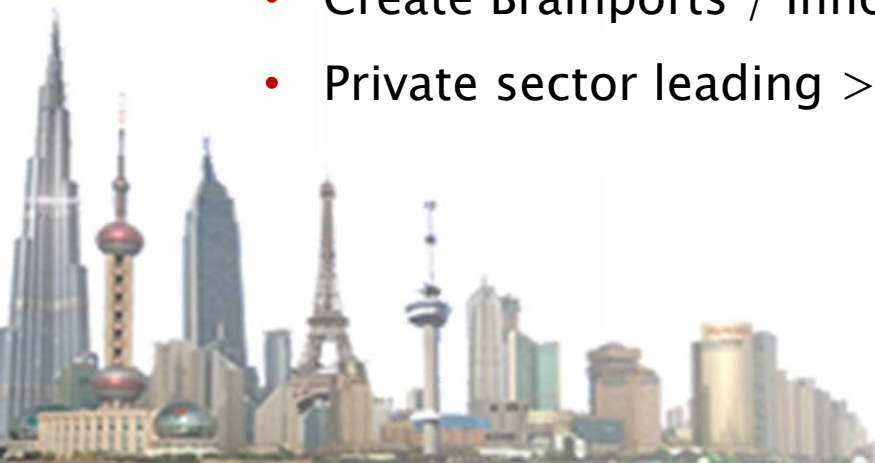 • Create Brainports /
• Private sector leading >